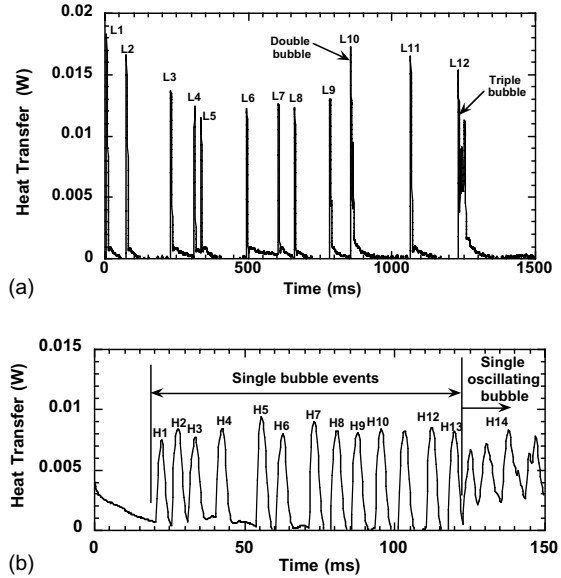 0.02
0.015
0.01
0.005
0
Heat Transfer (W)
L1
L2
L3
L4
L5
L6
L7
L8
L9
L10
L11
L12
Double
bubble
Triple
bubble
0
500
1000
1500
Time (ms)
(a)
0.015
0.01
0.005
0
Heat Transfer (W)
Single bubble events
Single
oscillating
bubble
H1
H2
H3
H4
H5
H6
H7
H8
H9
H10
H12
H13
H14
0
50
100
150
Time (ms)
(b)